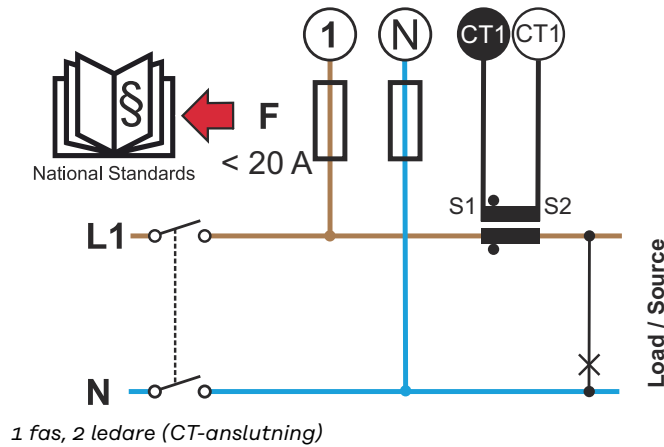 1 N CT1 CT1
§
F
< 20 A
National Standards
S1 S2
L1
Load / Source
N
1 fas, 2 ledare (CT-anslutning)